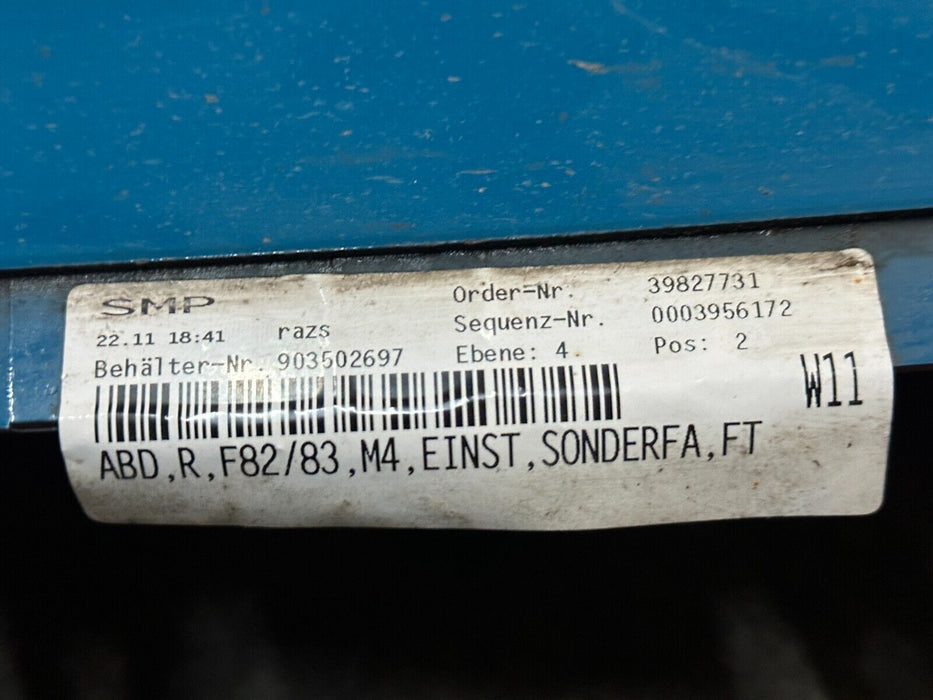 SMP
Order-Nr. 39827731
22.11 18:41 razs Sequenz-Nr. 0003956172
Behälter-Nr. 903502697 Ebene: 4 Pos: 2
W11
ABD,R,F82/83,M4,EINST,SONDERFA,FT